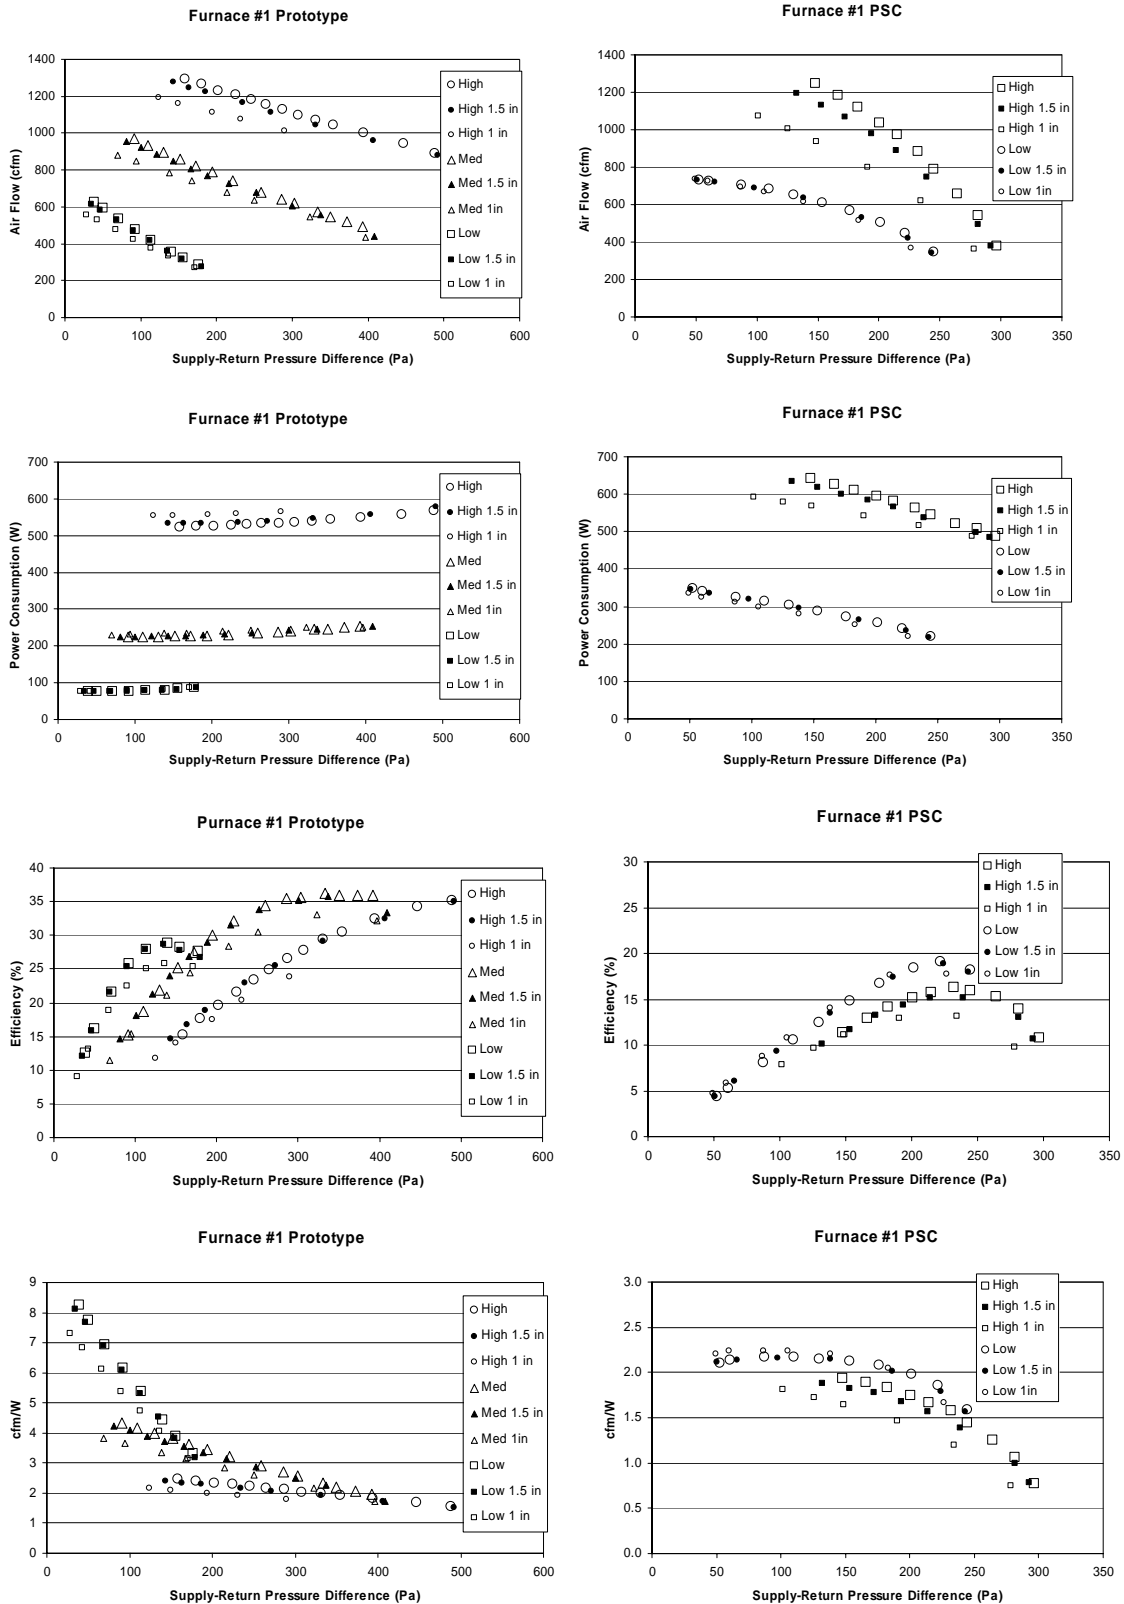 Furnace #1 Prototype
1400
1200
1000
800
600
400
200
0
0 100 200 300 400 500 600
Air Flow (cfm)
Supply-Return Pressure Difference (Pa)
High
High 1.5 in
High 1 in
Med
Med 1.5 in
Med 1in
Low
Low 1.5 in
Low 1 in
Furnace #1 PSC
1400
1200
1000
800
600
400
200
0
0 50 100 150 200 250 300 350
Air Flow (cfm)
Supply-Return Pressure Difference (Pa)
High
High 1.5 in
High 1 in
Low
Low 1.5 in
Low 1in
Furnace #1 Prototype
700
600
500
400
300
200
100
0
0 100 200 300 400 500 600
Power Consumption (W)
Supply-Return Pressure Difference (Pa)
High
High 1.5 in
High 1 in
Med
Med 1.5 in
Med 1in
Low
Low 1.5 in
Low 1 in
Furnace #1 PSC
700
600
500
400
300
200
100
0
0 50 100 150 200 250 300 350
Power Consumption (W)
Supply-Return Pressure Difference (Pa)
High
High 1.5 in
High 1 in
Low
Low 1.5 in
Low 1in
Purnace #1 Prototype
40
35
30
25
20
15
10
5
0
0 100 200 300 400 500 600
Efficiency (%)
Supply-Return Pressure Difference (Pa)
High
High 1.5 in
High 1 in
Med
Med 1.5 in
Med 1in
Low
Low 1.5 in
Low 1 in
Furnace #1 PSC
30
25
20
15
10
5
0
0 50 100 150 200 250 300 350
Efficiency (%)
Supply-Return Pressure Difference (Pa)
High
High 1.5 in
High 1 in
Low
Low 1.5 in
Low 1in
Furnace #1 Prototype
9
8
7
6
5
4
3
2
1
0
0 100 200 300 400 500 600
cfm/W
Supply-Return Pressure Difference (Pa)
High
High 1.5 in
High 1 in
Med
Med 1.5 in
Med 1in
Low
Low 1.5 in
Low 1 in
Furnace #1 PSC
3.0
2.5
2.0
1.5
1.0
0.5
0.0
0 50 100 150 200 250 300 350
cfm/W
Supply-Return Pressure Difference (Pa)
High
High 1.5 in
High 1 in
Low
Low 1.5 in
Low 1in